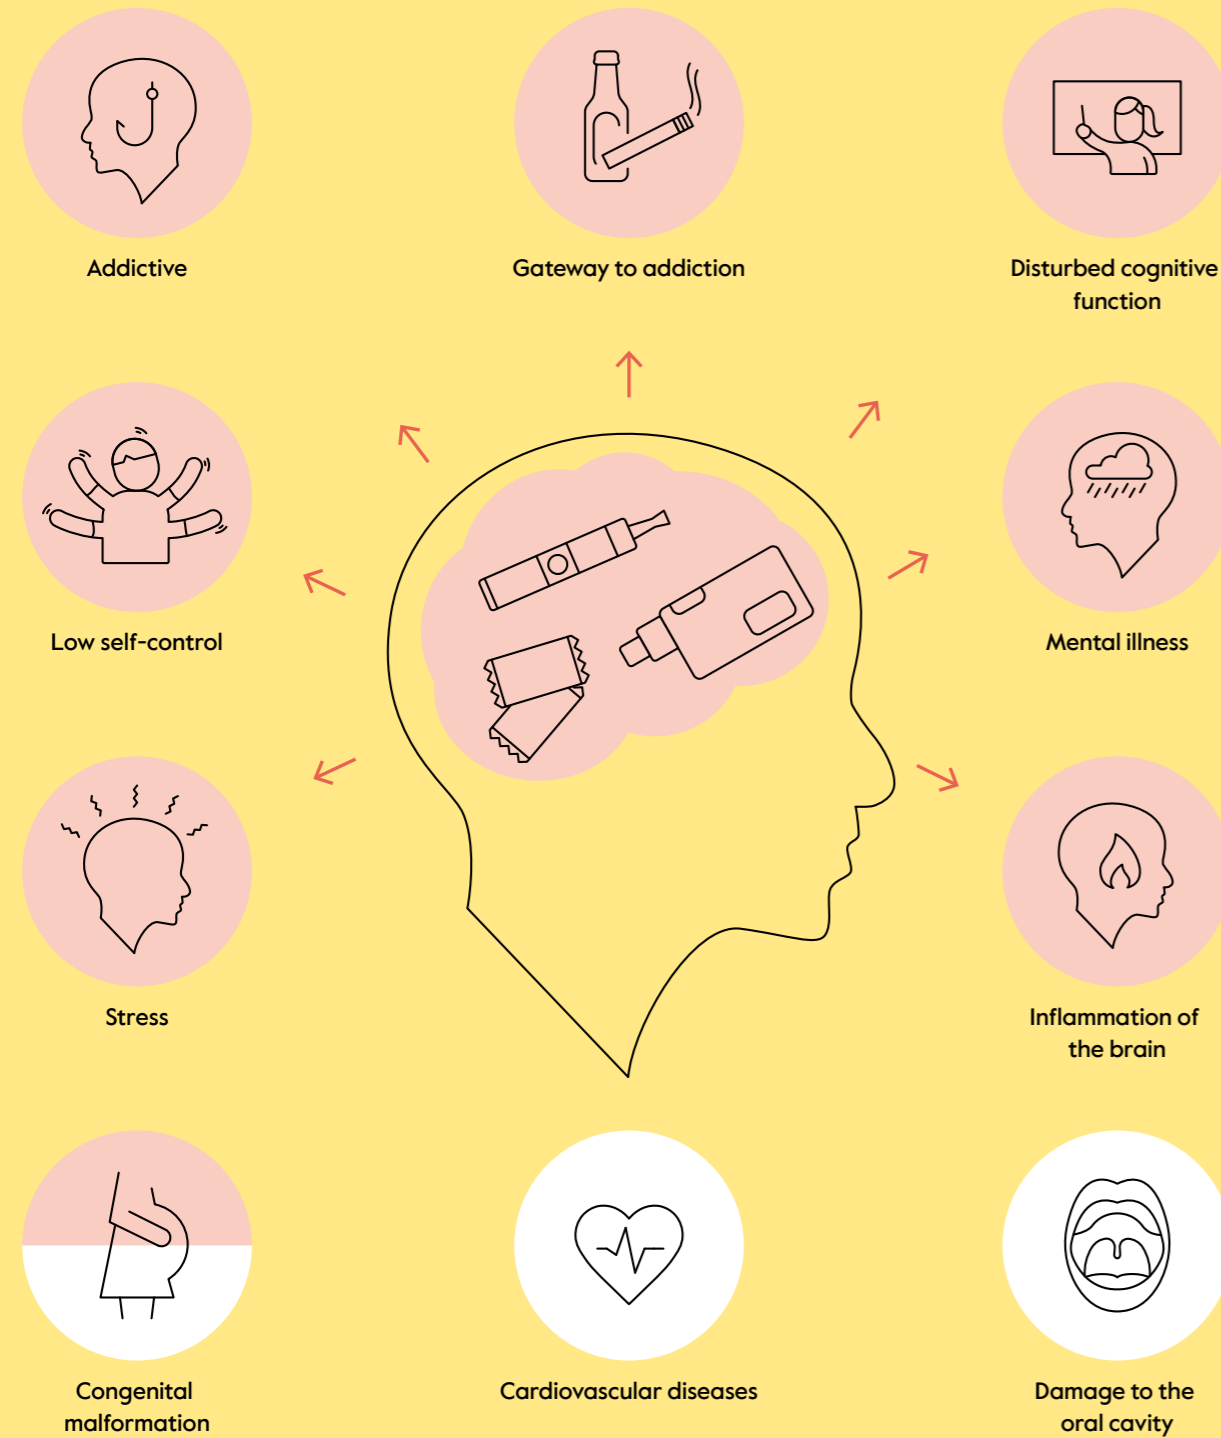 Addictive
Gateway to addiction
Disturbed cognitive
function
Low self-control
Mental illness
Stress
Inflammation of
the brain
Congenital
malformation
Cardiovascular diseases
Damage to the
oral cavity